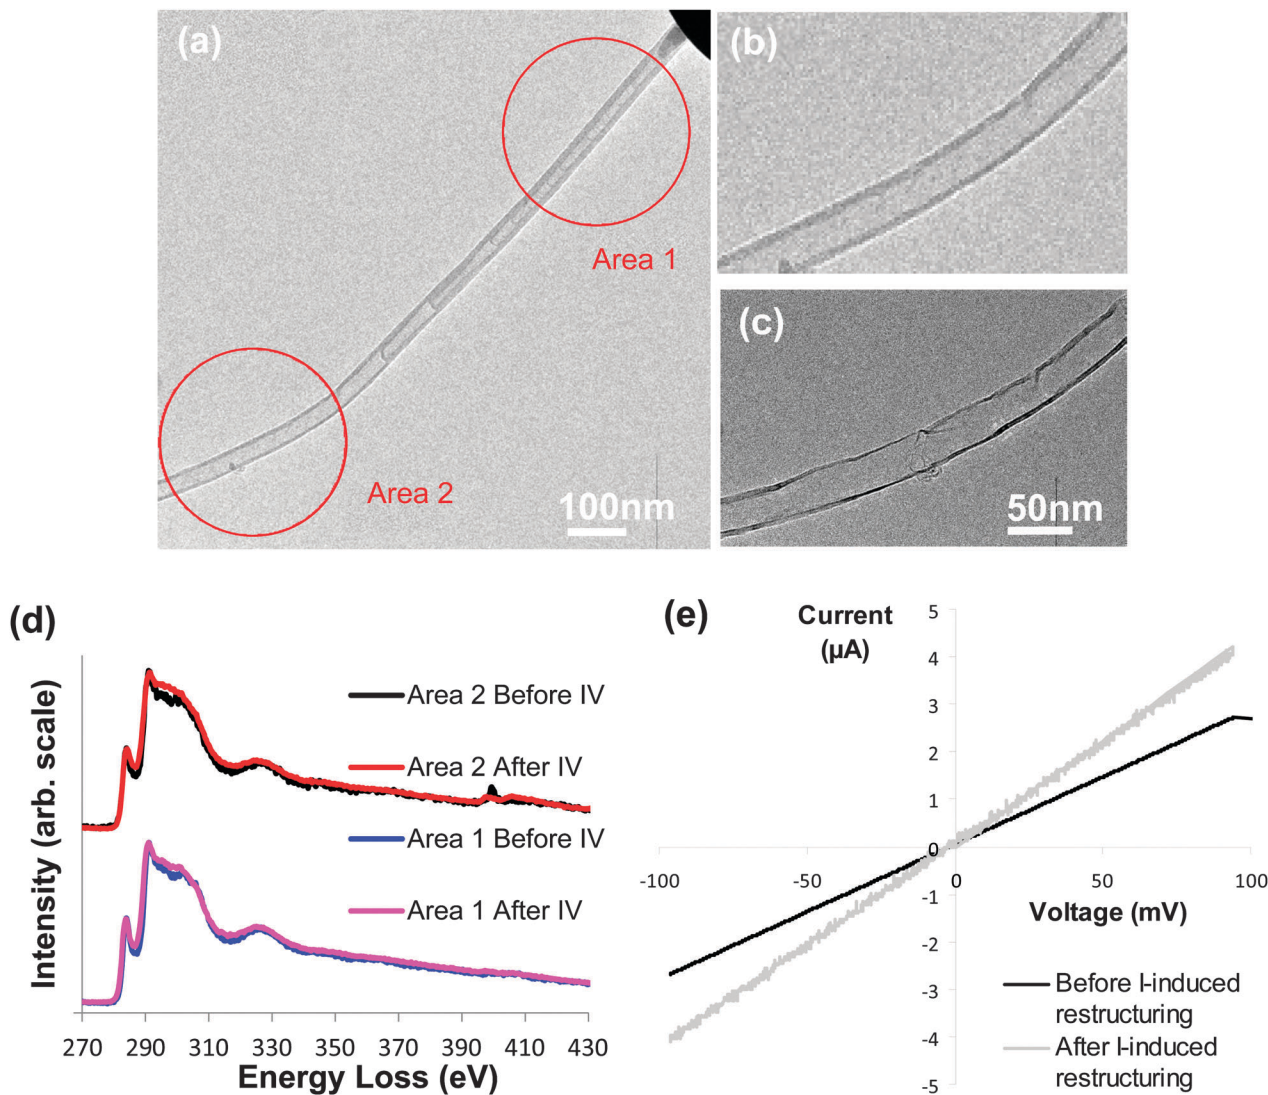 (a)
Area 1
Area 2
100nm
(b)
(c)
50nm
(d)
Intensity (arb. scale)
Area 2 Before IV
Area 2 After IV
Area 1 Before IV
Area 1 After IV
270 290 310 330 350 370 390 410 430
Energy Loss (eV)
(e)
Current
(µA)
5
4
3
2
1
0
-1
-2
-3
-4
-5
-100 -50 0 50 100
Voltage (mV)
Before I-induced
restructuring
After I-induced
restructuring